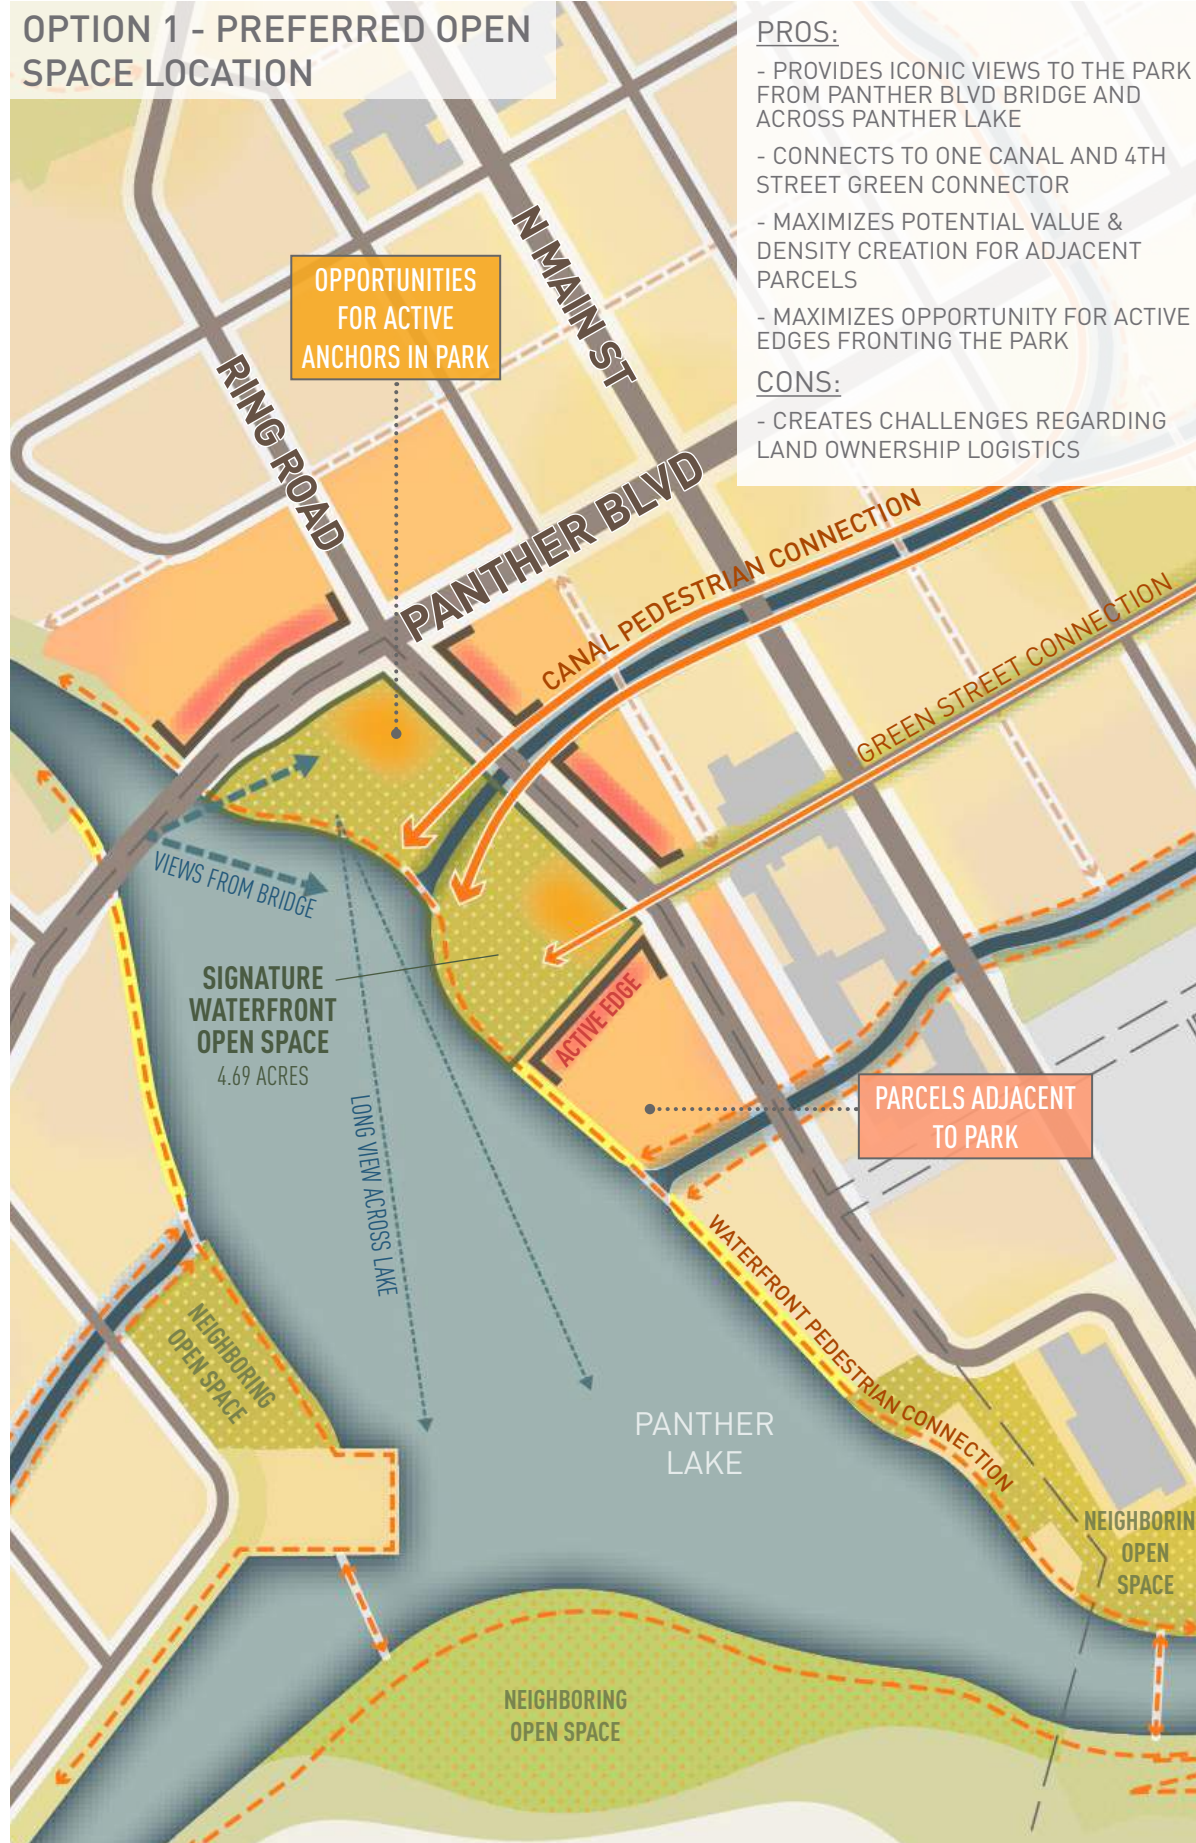 OPTION 1 - PREFERRED OPEN
SPACE LOCATION
PROS:
- PROVIDES ICONIC VIEWS TO THE PARK
FROM PANTHER BLVD BRIDGE AND
ACROSS PANTHER LAKE
- CONNECTS TO ONE CANAL AND 4TH
STREET GREEN CONNECTOR
- MAXIMIZES POTENTIAL VALUE &
DENSITY CREATION FOR ADJACENT
PARCELS
- MAXIMIZES OPPORTUNITY FOR ACTIVE
EDGES FRONTING THE PARK
CONS:
- CREATES CHALLENGES REGARDING
LAND OWNERSHIP LOGISTICS
N MAIN ST
OPPORTUNITIES
FOR ACTIVE
ANCHORS IN PARK
RING ROAD
PANTHER BLVD
CANAL PEDESTRIAN CONNECTION
GREEN STREET CONNECTION
VIEWS FROM BRIDGE
SIGNATURE
WATERFRONT
OPEN SPACE
4.69 ACRES
ACTIVE EDGE
PARCELS ADJACENT
TO PARK
LONG VIEW ACROSS LAKE
WATERFRONT PEDESTRIAN CONNECTION
NEIGHBORING
OPEN SPACE
PANTHER
LAKE
NEIGHBORIN
OPEN
SPACE
NEIGHBORING
OPEN SPACE